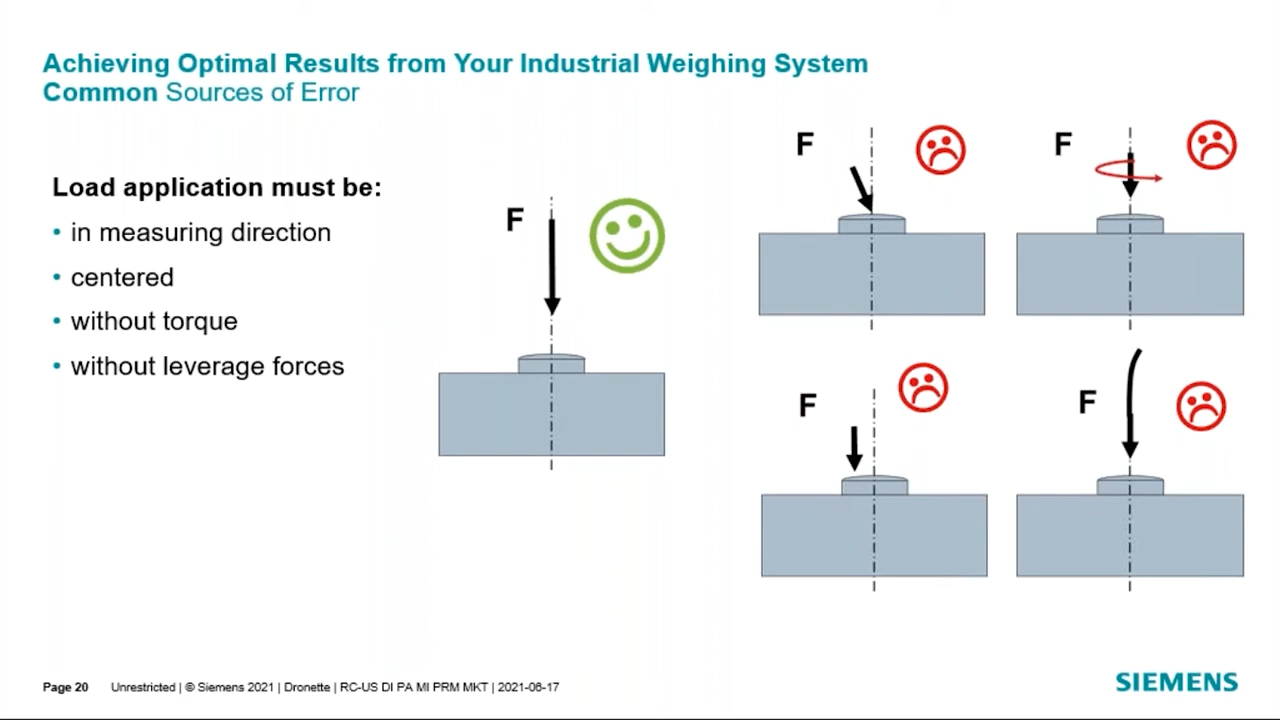 Achieving Optimal Results from Your Industrial Weighing System
Common Sources of Error
Load application must be:
• in measuring direction
• centered
• without torque
• without leverage forces
F
F
F
F
F
Page 20 Unrestricted | © Siemens 2021 | Dronette | RC-US DI PA MI PRM MKT | 2021-06-17
SIEMENS